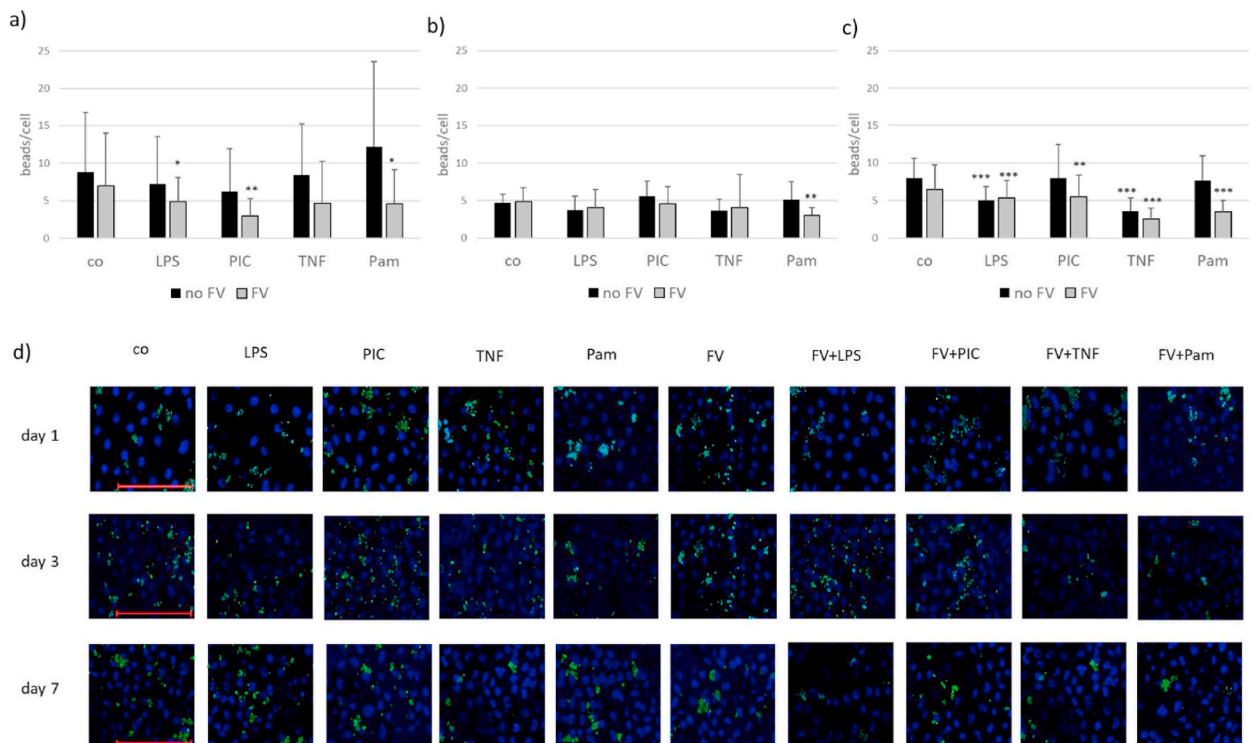 a)
25
20
15
10
5
0
beads/cell
*
**
*
co LPS PIC TNF Pam
no FV FV
b)
25
20
15
10
5
0
beads/cell
**
co LPS PIC TNF Pam
no FV FV
c)
25
20
15
10
5
0
beads/cell
*** *** ** *** *** ***
co LPS PIC TNF Pam
no FV FV
d)
co LPS PIC TNF Pam FV FV+LPS FV+PIC FV+TNF FV+Pam
day 1
day 3
day 7